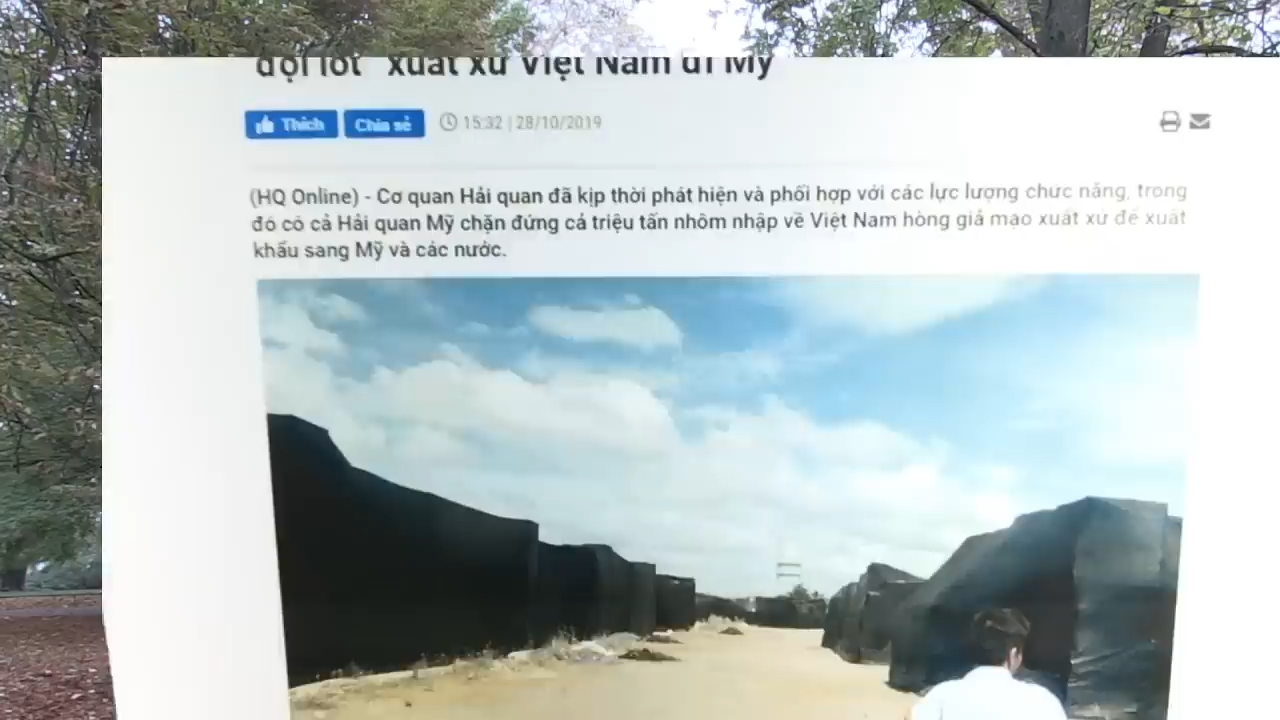 đội lốt" xuất xứ Việt Nam đi Mỹ
Thích Chia sẻ 15:32 | 28/10/2019
(HQ Online) - Cơ quan Hải quan đã kịp thời phát hiện và phối hợp với các lực lượng chức năng, trong
đó có cả Hải quan Mỹ chặn đứng cả triệu tấn nhôm nhập về Việt Nam hòng giả mạo xuất xứ để xuất
khẩu sang Mỹ và các nước.